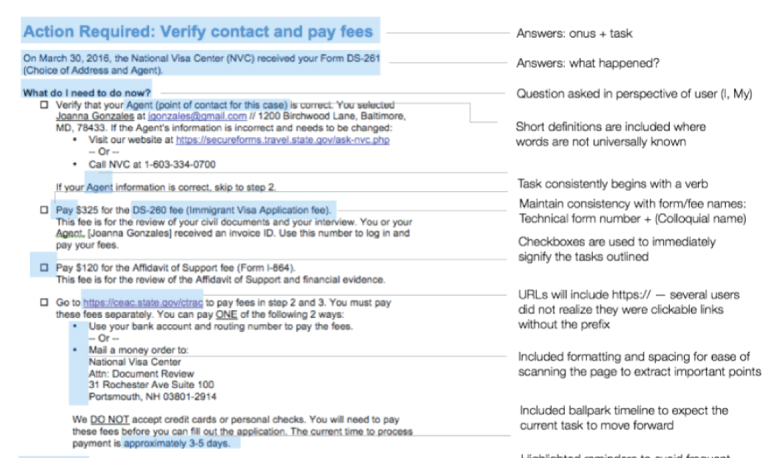 Action Required: Verify contact and pay fees
On March 30, 2016, the National Visa Center (NVC) received your Form DS-261
(Choice of Address and Agent).
What do I need to do now?
Verify that your Agent (point of contact for this case) is correct. You selected
Joanna Gonzales at jgonzales@gmail.com // 1200 Birchwood Lane, Baltimore,
MD, 78433. If the Agent's information is incorrect and needs to be changed:
• Visit our website at https://secureforms.travel.state.gov/ask-nvc.php
-- Or --
• Call NVC at 1-603-334-0700
If your Agent information is correct, skip to step 2.
Pay $325 for the DS-260 fee (Immigrant Visa Application fee).
This fee is for the review of your civil documents and your interview. You or your
Agent, [Joanna Gonzales] received an invoice ID. Use this number to log in and
pay your fees.
Pay $120 for the Affidavit of Support fee (Form I-864).
This fee is for the review of the Affidavit of Support and financial evidence.
Go to https://ceac.state.gov/ctrac to pay fees in step 2 and 3. You must pay
these fees separately. You can pay ONE of the following 2 ways:
• Use your bank account and routing number to pay the fees.
-- Or --
• Mail a money order to:
National Visa Center
Attn: Document Review
31 Rochester Ave Suite 100
Portsmouth, NH 03801-2914
We DO NOT accept credit cards or personal checks. You will need to pay
these fees before you can fill out the application. The current time to process
payment is approximately 3-5 days.
Answers: onus + task
Answers: what happened?
Question asked in perspective of user (I, My)
Short definitions are included where
words are not universally known
Task consistently begins with a verb
Maintain consistency with form/fee names:
Technical form number + (Colloquial name)
Checkboxes are used to immediately
signify the tasks outlined
URLs will include https:// — several users
did not realize they were clickable links
without the prefix
Included formatting and spacing for ease of
scanning the page to extract important points
Included ballpark timeline to expect the
current task to move forward
Highlighted reminders to avoid frequent